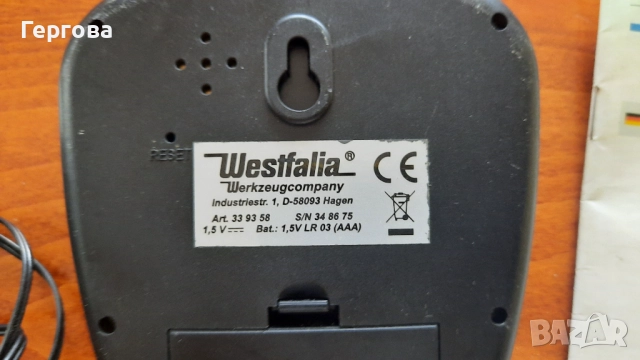 Гергова
RESET
Westfalia®
Werkzeugcompany
Industriestr. 1, D-58093 Hagen
Art. 33 93 58 S/N 34 86 75
1,5 V Bat.: 1,5V LR 03 (AAA)
CE
BAZAR